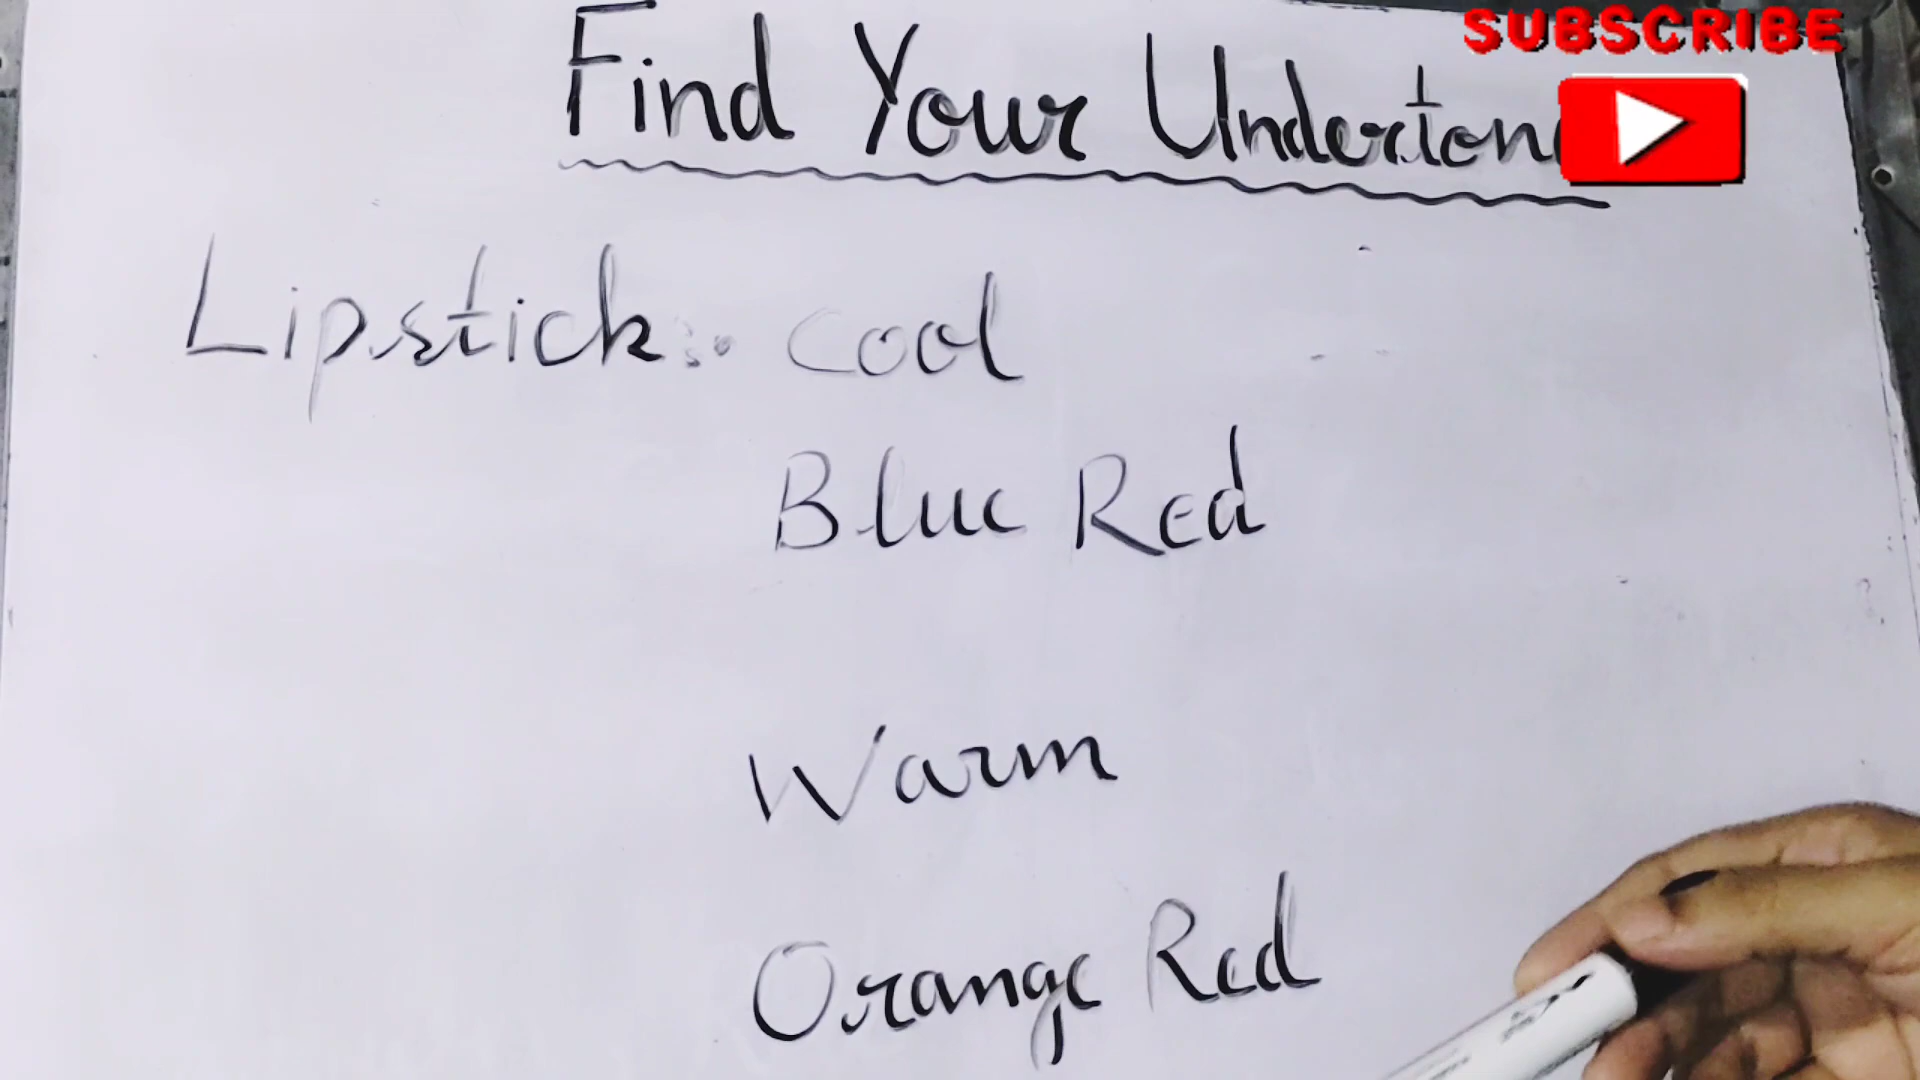 SUBSCRIBE
Find Your Underton
Lipstick: Cool
Blue Red
Warm
Orange Red